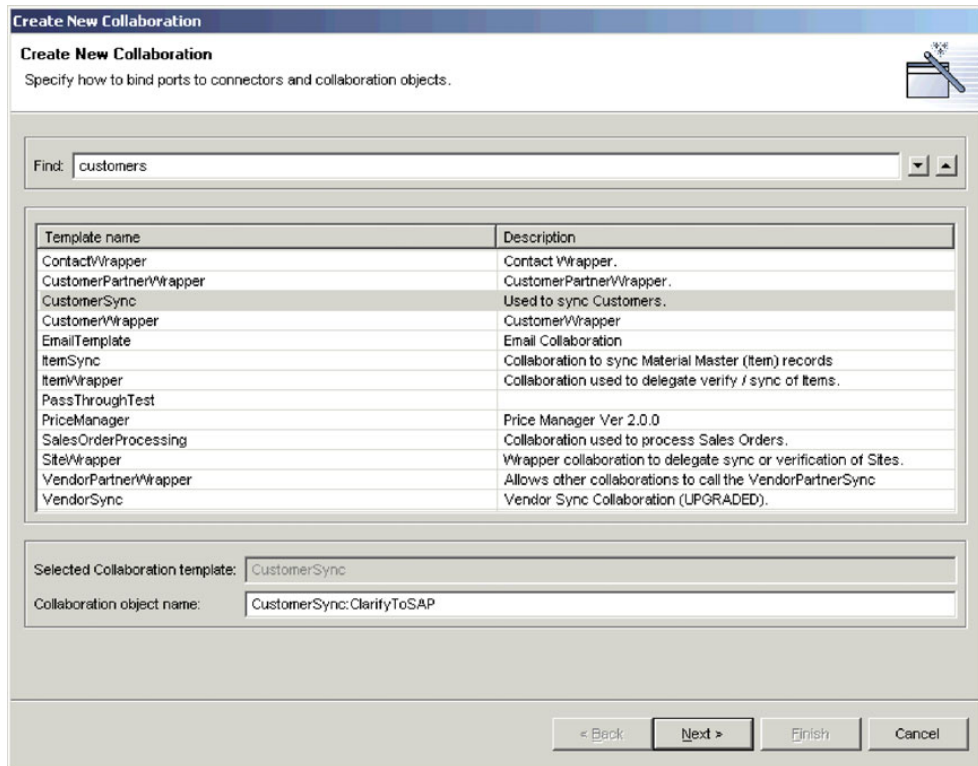 Create New Collaboration
Create New Collaboration
Specify how to bind ports to connectors and collaboration objects.
Find: customers
Template name Description
ContactWrapper Contact Wrapper.
CustomerPartnerWrapper CustomerPartnerWrapper.
CustomerSync Used to sync Customers.
CustomerWrapper CustomerWrapper
EmailTemplate Email Collaboration
ItemSync Collaboration to sync Material Master (Item) records
ItemWrapper Collaboration used to delegate verify / sync of Items.
PassThroughTest
PriceManager Price Manager Ver 2.0.0
SalesOrderProcessing Collaboration used to process Sales Orders.
SiteWrapper Wrapper collaboration to delegate sync or verification of Sites.
VendorPartnerWrapper Allows other collaborations to call the VendorPartnerSync
VendorSync Vendor Sync Collaboration (UPGRADED).
Selected Collaboration template: CustomerSync
Collaboration object name: CustomerSync:ClarifyToSAP
< Back Next > Finish Cancel